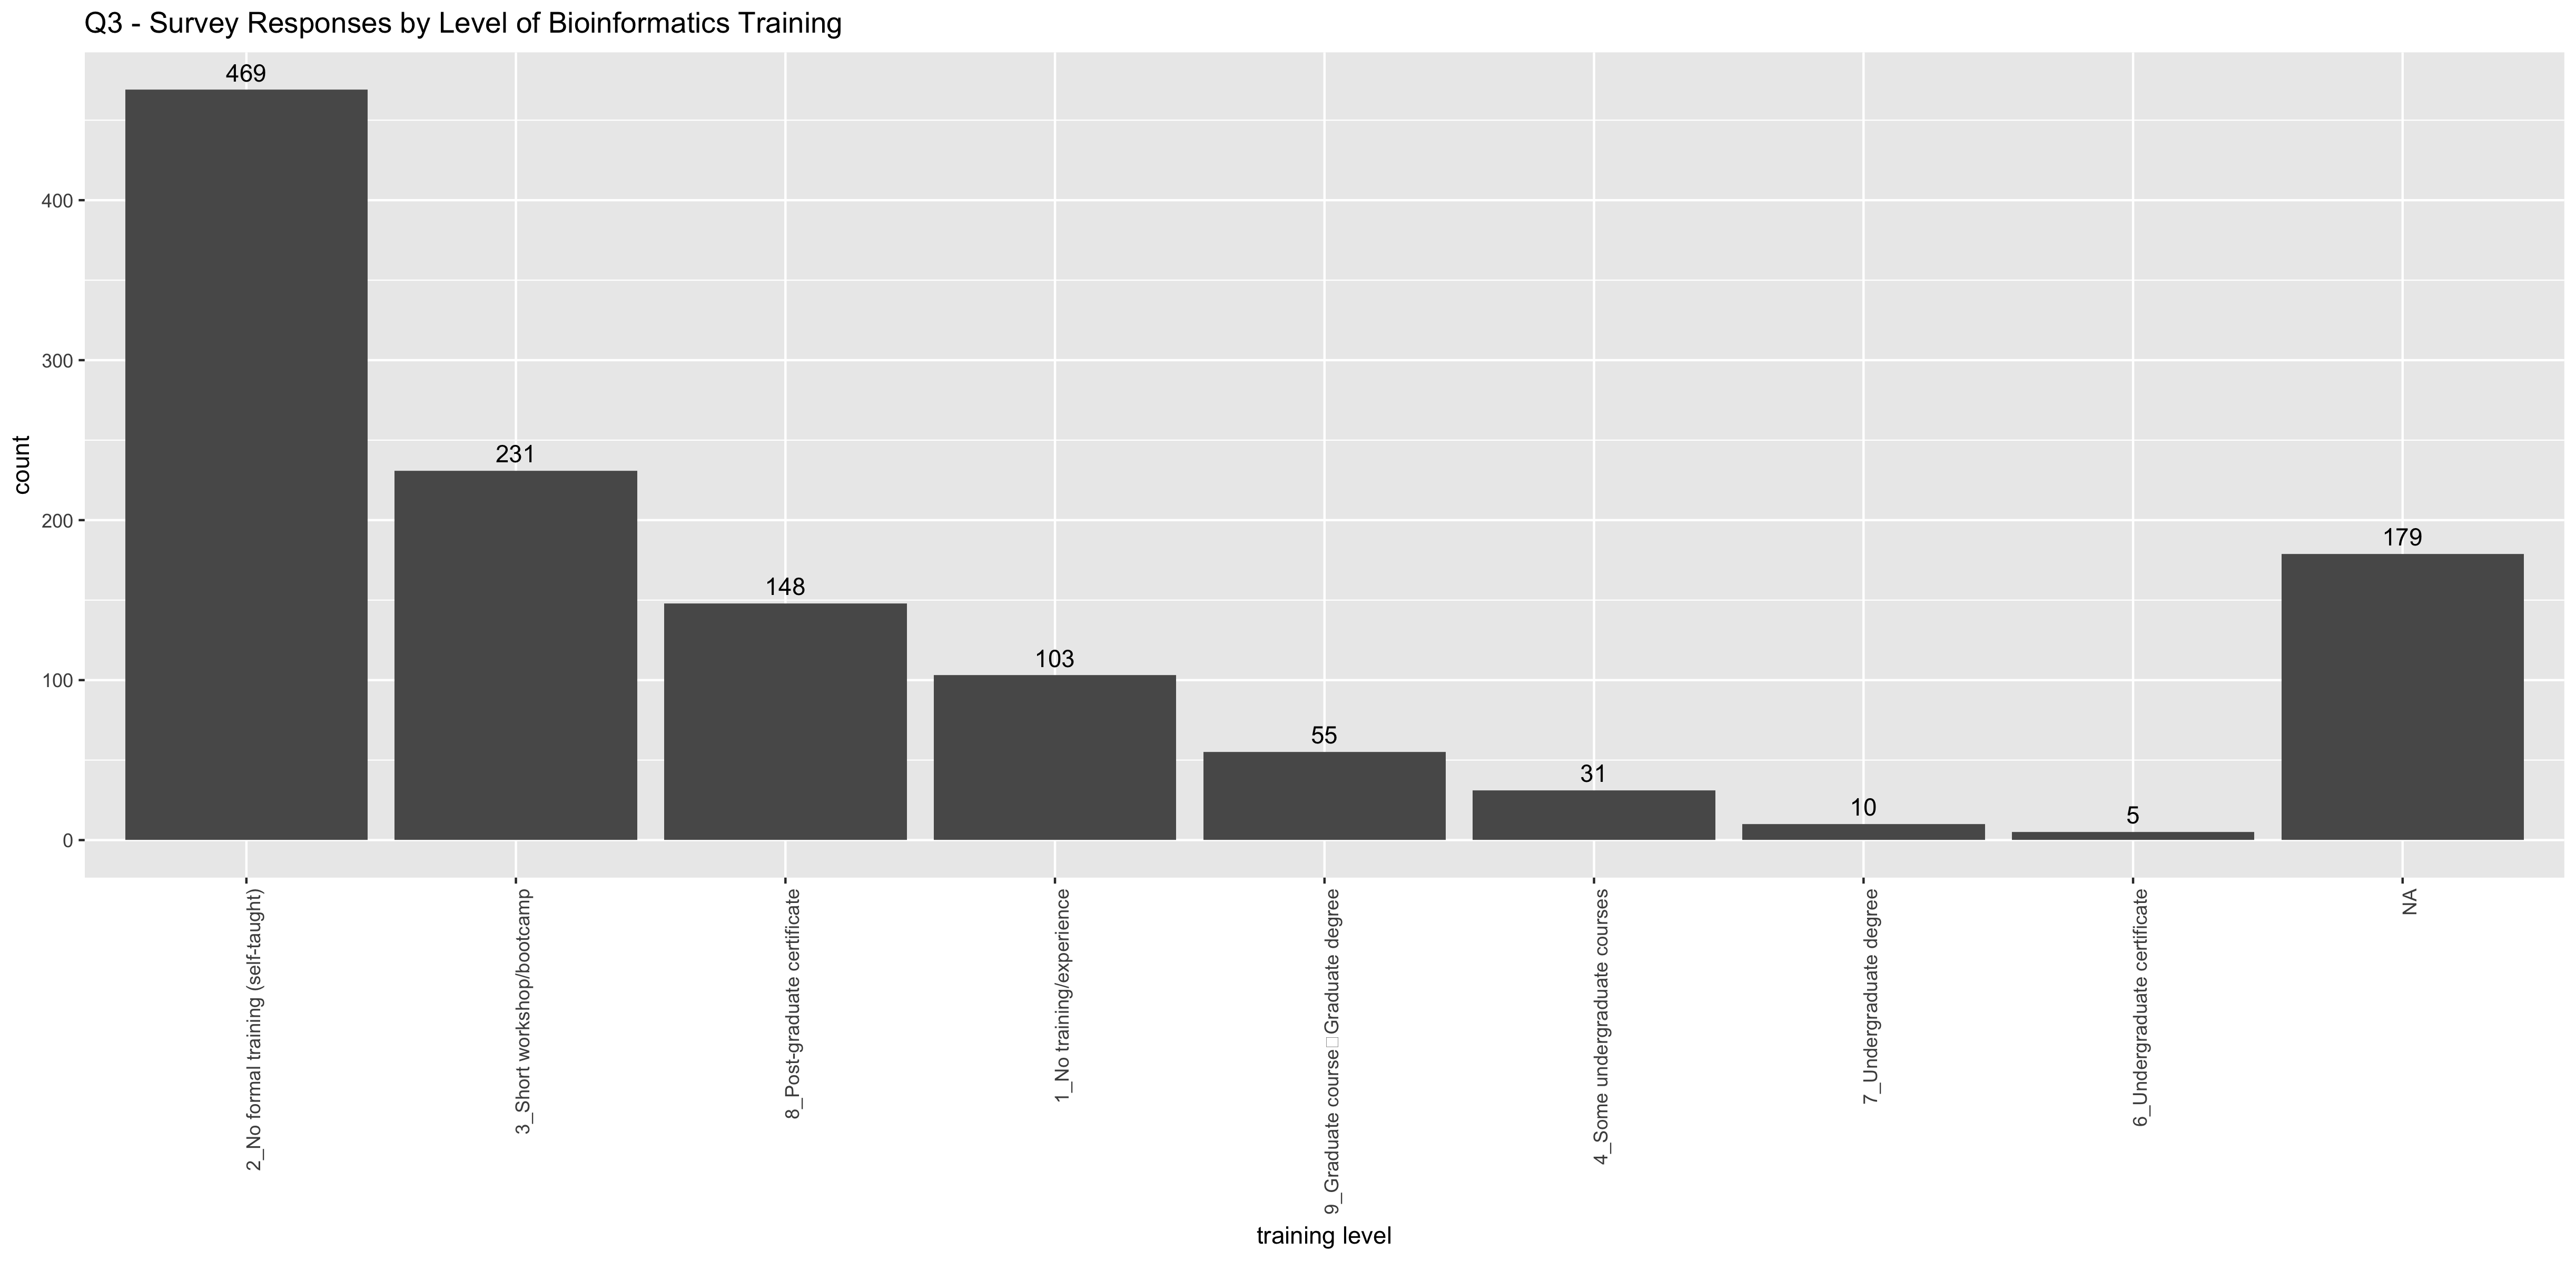 Q3 - Survey Responses by Level of Bioinformatics Training
count
400
300
200
100
0
469
231
148
103
55
31
10
5
179
2_No formal training (self-taught)
3_Short workshop/bootcamp
8_Post-graduate certificate
1_No training/experience
9_Graduate course□Graduate degree
4_Some undergraduate courses
7_Undergraduate degree
6_Undergraduate certificate
NA
training level